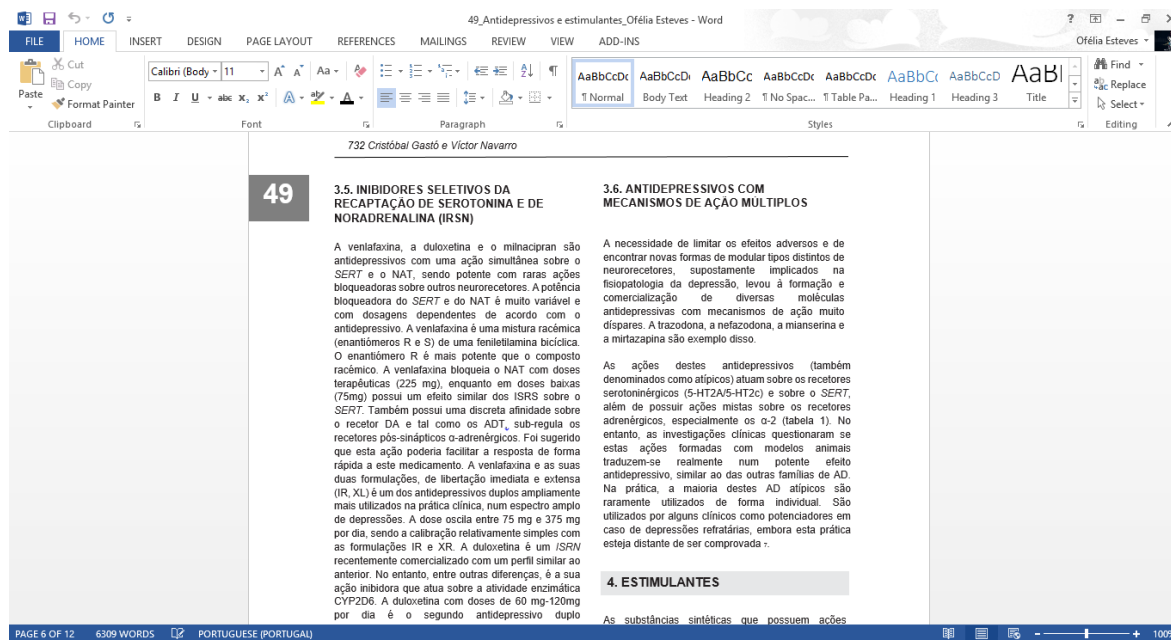 49_Antidepressivos e estimulantes_Ofélia Esteves - Word
FILE HOME INSERT DESIGN PAGE LAYOUT REFERENCES MAILINGS REVIEW VIEW ADD-INS
Ofélia Esteves
Paste
Cut
Copy
Format Painter
Clipboard
Calibri (Body 11
Font
Paragraph
AaBbCcDc AaBbCcDi AaBbCc AaBbCcDc AaBbCcDc AaBbCc AaBbCcD AaBl
¶ Normal Body Text Heading 2 ¶ No Spac... ¶ Table Pa... Heading 1 Heading 3 Title
Styles
Find
Replace
Select
Editing
732 Cristóbal Gastó e Víctor Navarro
49
3.5. INIBIDORES SELETIVOS DA
RECAPTAÇÃO DE SEROTONINA E DE
NORADRENALINA (IRSN)
A venlafaxina, a duloxetina e o milnacipran são
antidepressivos com uma ação simultânea sobre o
SERT e o NAT, sendo potente com raras ações
bloqueadoras sobre outros neurorecetores. A potência
bloqueadora do SERT e do NAT é muito variável e
com dosagens dependentes de acordo com o
antidepressivo. A venlafaxina é uma mistura racémica
(enantiómeros R e S) de uma feniletilamina bicíclica.
O enantiómero R é mais potente que o composto
racémico. A venlafaxina bloqueia o NAT com doses
terapêuticas (225 mg), enquanto em doses baixas
(75mg) possui um efeito similar dos ISRS sobre o
SERT. Também possui uma discreta afinidade sobre
o recetor DA e tal como os ADT, sub-regula os
recetores pós-sinápticos α-adrenérgicos. Foi sugerido
que esta ação poderia facilitar a resposta de forma
rápida a este medicamento. A venlafaxina e as suas
duas formulações, de libertação imediata e extensa
(IR, XL) é um dos antidepressivos duplos ampliamente
mais utilizados na prática clínica, num espectro amplo
de depressões. A dose oscila entre 75 mg e 375 mg
por dia, sendo a calibração relativamente simples com
as formulações IR e XR. A duloxetina é um ISRN
recentemente comercializado com um perfil similar ao
anterior. No entanto, entre outras diferenças, é a sua
ação inibidora que atua sobre a atividade enzimática
CYP2D6. A duloxetina com doses de 60 mg-120mg
por dia é o segundo antidepressivo duplo
3.6. ANTIDEPRESSIVOS COM
MECANISMOS DE AÇÃO MÚLTIPLOS
A necessidade de limitar os efeitos adversos e de
encontrar novas formas de modular tipos distintos de
neurorecetores, supostamente implicados na
fisiopatologia da depressão, levou à formação e
comercialização de diversas moléculas
antidepressivas com mecanismos de ação muito
díspares. A trazodona, a nefazodona, a mianserina e
a mirtazapina são exemplo disso.
As ações destes antidepressivos (também
denominados como atípicos) atuam sobre os recetores
serotoninérgicos (5-HT2A/5-HT2c) e sobre o SERT,
além de possuir ações mistas sobre os recetores
adrenérgicos, especialmente os α-2 (tabela 1). No
entanto, as investigações clínicas questionaram se
estas ações formadas com modelos animais
traduzem-se realmente num potente efeito
antidepressivo, similar ao das outras famílias de AD.
Na prática, a maioria destes AD atípicos são
raramente utilizados de forma individual. São
utilizados por alguns clínicos como potenciadores em
caso de depressões refratárias, embora esta prática
esteja distante de ser comprovada 7.
4. ESTIMULANTES
As substâncias sintéticas que possuem ações
PAGE 6 OF 12 6309 WORDS PORTUGUESE (PORTUGAL)
100%